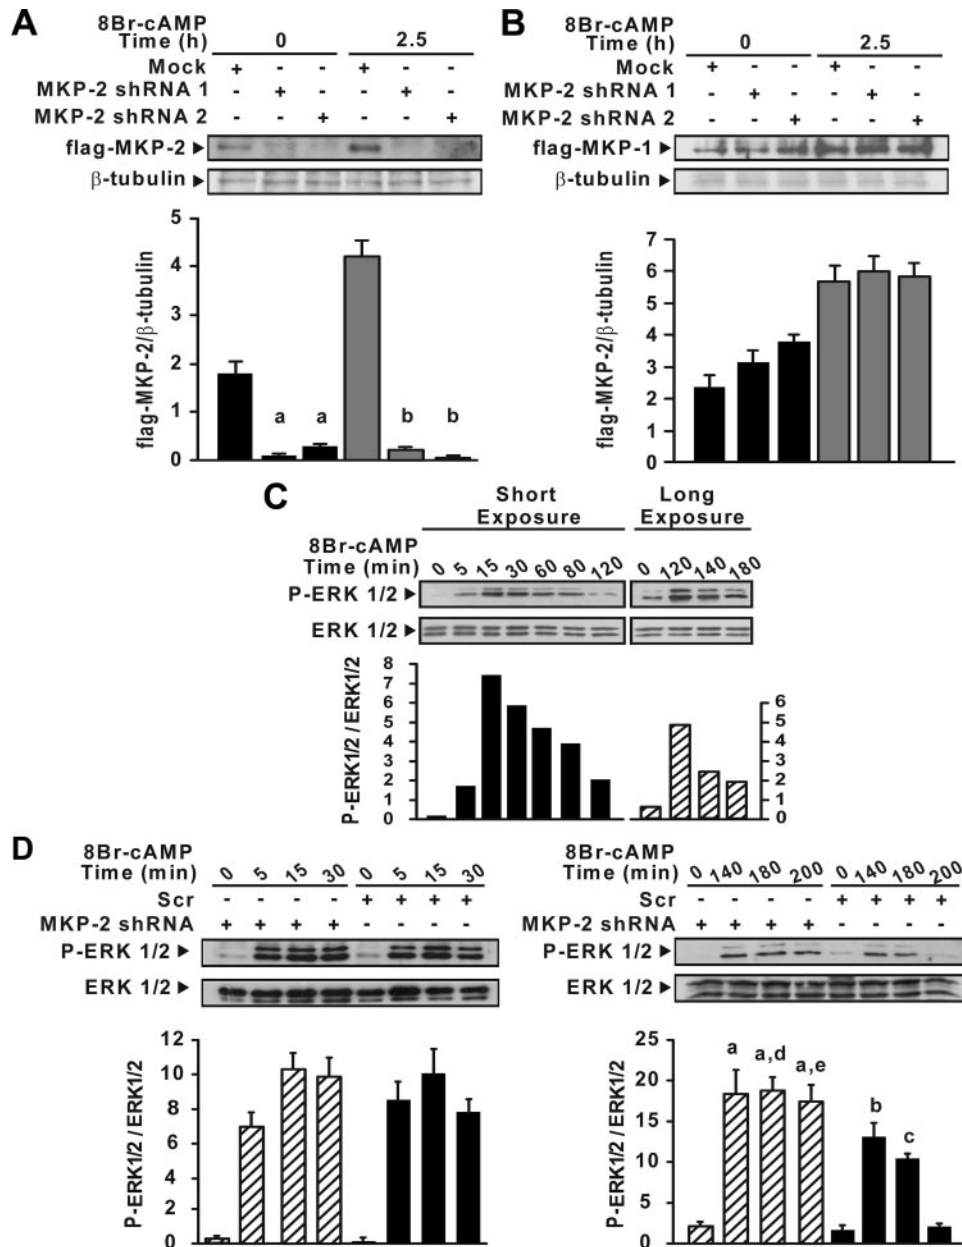 A
8Br-cAMP
Time (h) 0 2.5
Mock + - - + - -
MKP-2 shRNA 1 - + - - + -
MKP-2 shRNA 2 - - + - - +
flag-MKP-2
β-tubulin
flag-MKP-2/β-tubulin
5
4
3
2
1
0
a a b b
B
8Br-cAMP
Time (h) 0 2.5
Mock + - - + - -
MKP-2 shRNA 1 - + - - + -
MKP-2 shRNA 2 - - + - - +
flag-MKP-1
β-tubulin
flag-MKP-2/β-tubulin
7
6
5
4
3
2
1
0
C
Short Exposure
Long Exposure
8Br-cAMP
Time (min) 0 5 15 30 60 80 120 0 120 140 180
P-ERK 1/2
ERK 1/2
P-ERK1/2/ERK1/2
8
7
6
5
4
3
2
1
0
6
5
4
3
2
1
0
D
8Br-cAMP
Time (min) 0 5 15 30 0 5 15 30
Scr - - - - + + + +
MKP-2 shRNA + + + + - - - -
P-ERK 1/2
ERK 1/2
P-ERK1/2/ERK1/2
12
10
8
6
4
2
0
8Br-cAMP
Time (min) 0 140 180 200 0 140 180 200
Scr - - - - + + + +
MKP-2 shRNA + + + + - - - -
P-ERK 1/2
ERK 1/2
P-ERK1/2/ERK1/2
25
20
15
10
5
0
a a,d a,e b c